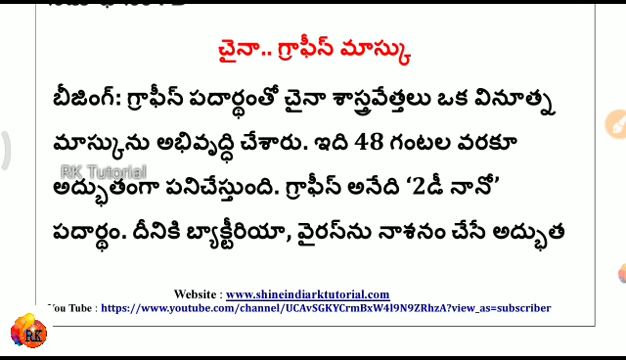 చైనా.. గ్రాఫీస్ మాస్కు
బీజింగ్: గ్రాఫీస్ పదార్థంతో చైనా శాస్త్రవేత్తలు ఒక వినూత్న
మాస్కును అభివృద్ధి చేశారు. ఇది 48 గంటల వరకూ
RK Tutorial
అద్భుతంగా పనిచేస్తుంది. గ్రాఫీస్ అనేది ‘2డీ నానో’
పదార్థం. దీనికి బ్యాక్టీరియా, వైరస్‌ను నాశనం చేసే అద్భుత
Website : www.shineindiarktutorial.com
You Tube : https://www.youtube.com/channel/UCAvSGKYCrmBxW4l9N9ZRhzA?view_as=subscriber
RK